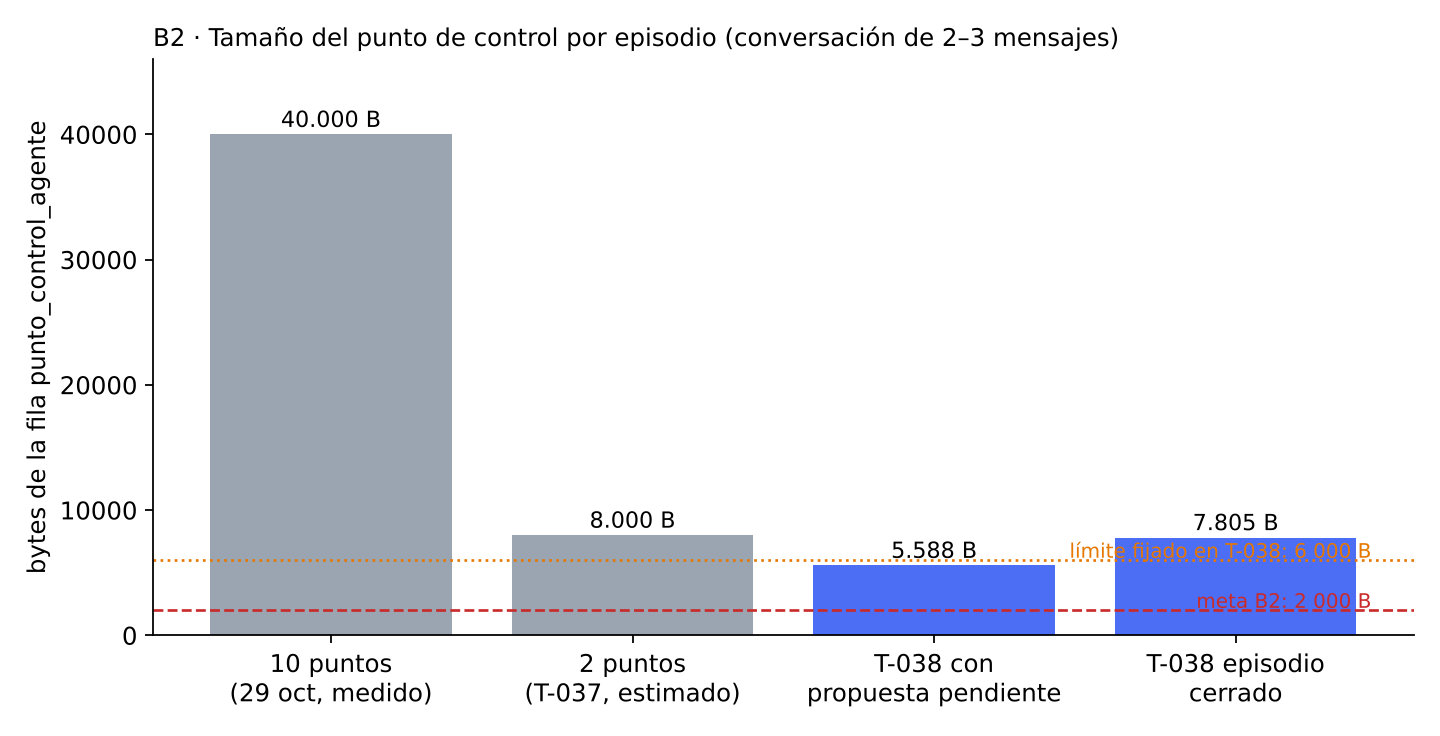 B2 · Tamaño del punto de control por episodio (conversación de 2–3 mensajes)
bytes de la fila punto_control_agente
40000
30000
20000
10000
0
40.000 B
8.000 B
5.588 B
7.805 B
límite fijado en T-038: 6 000 B
meta B2: 2 000 B
10 puntos
(29 oct, medido)
2 puntos
(T-037, estimado)
T-038 con
propuesta pendiente
T-038 episodio
cerrado